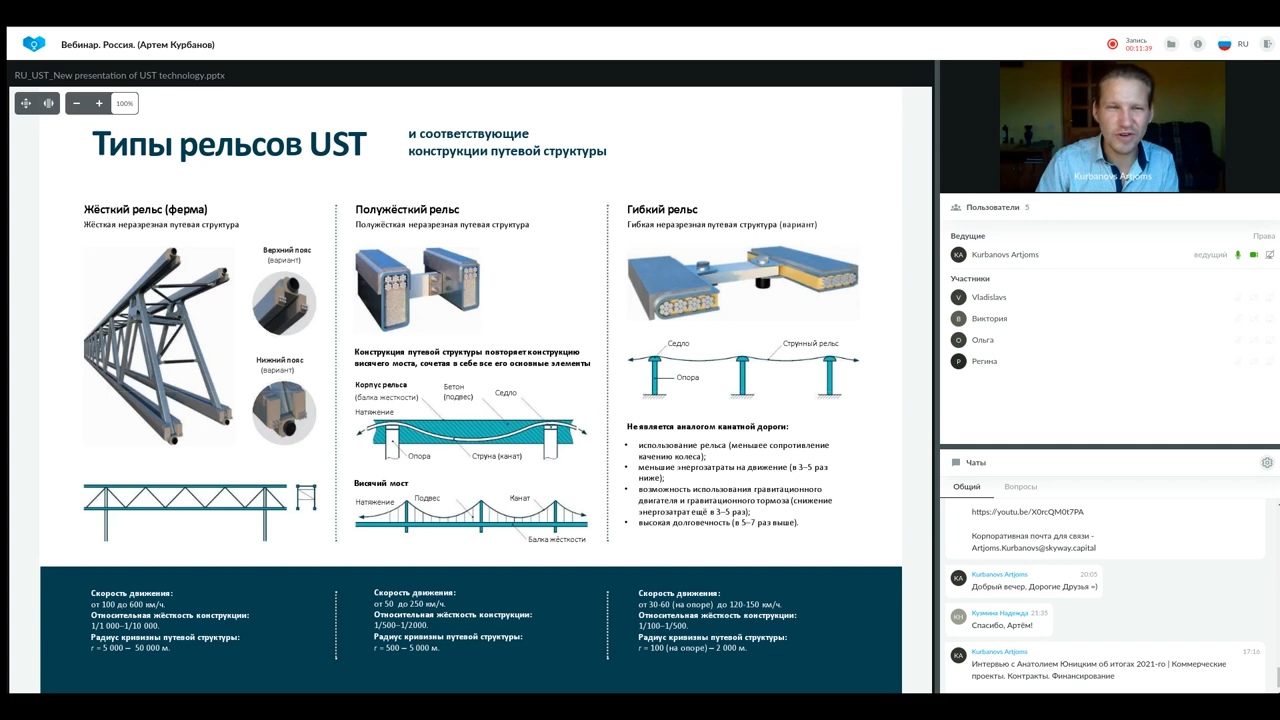 Вебинар. Россия. (Артем Курбанов)
Запись
00:11:39
RU
RU_UST_New presentation of UST technology.pptx
100%
Типы рельсов UST
и соответствующие
конструкции путевой структуры
Жёсткий рельс (ферма)
Жёсткая неразрезная путевая структура
Верхний пояс
(вариант)
Нижний пояс
(вариант)
Полужёсткий рельс
Полужёсткая неразрезная путевая структура
Конструкция путевой структуры повторяет конструкцию
висячего моста, сочетая в себе все его основные элементы
Корпус рельса
(балка жесткости)
Бетон
(подвес)
Седло
Натяжение
Опора
Струна (канат)
Висячий мост
Натяжение
Подвес
Канат
Балка жёсткости
Гибкий рельс
Гибкая неразрезная путевая структура (вариант)
Седло
Струнный рельс
Опора
Не является аналогом канатной дороги:
• использование рельса (меньшее сопротивление
качению колеса);
• меньшие энергозатраты на движение (в 3–5 раз
ниже);
• возможность использования гравитационного
двигателя и гравитационного тормоза (снижение
энергозатрат ещё в 3–5 раз);
• высокая долговечность (в 5–7 раз выше).
Скорость движения:
от 100 до 600 км/ч.
Относительная жёсткость конструкции:
1/1 000–1/10 000.
Радиус кривизны путевой структуры:
r = 5 000 – 50 000 м.
Скорость движения:
от 50 до 250 км/ч.
Относительная жёсткость конструкции:
1/500–1/2000.
Радиус кривизны путевой структуры:
r = 500 – 5 000 м.
Скорость движения:
от 30-60 (на опоре) до 120-150 км/ч.
Относительная жёсткость конструкции:
1/100–1/500.
Радиус кривизны путевой структуры:
r = 100 (на опоре) – 2 000 м.
Kurbanovs Artjoms
Пользователи 5
Ведущие
Права
KA Kurbanovs Artjoms ведущий
Участники
V Vladislavs
В Виктория
О Ольга
Р Регина
Чаты
Общий Вопросы
https://youtu.be/X0rcQM0t7PA
Корпоративная почта для связи -
Artjoms.Kurbanovs@skyway.capital
KA Kurbanovs Artjoms 20:05
Добрый вечер, Дорогие Друзья =)
КН Кузмина Надежда 21:35
Спасибо, Артём!
KA Kurbanovs Artjoms 17:16
Интервью с Анатолием Юницким об итогах 2021-го | Коммерческие
проекты. Контракты. Финансирование